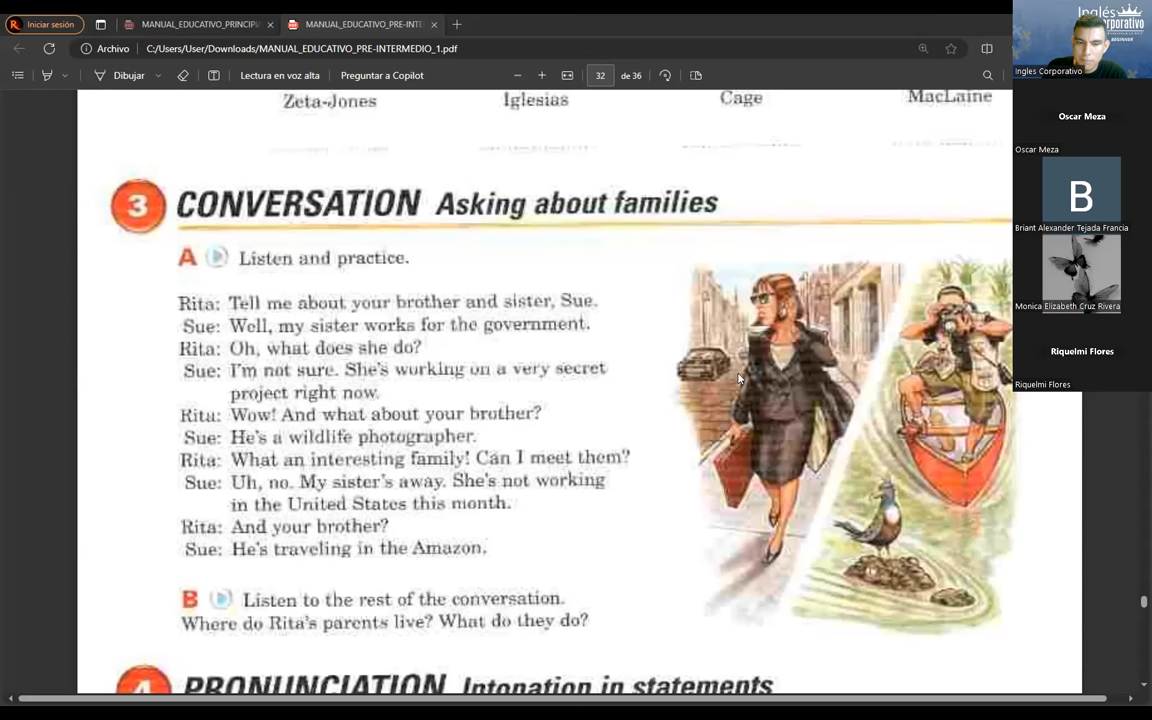 Iniciar sesión
MANUAL_EDUCATIVO_PRINCIPI
MANUAL_EDUCATIVO_PRE-INTE
Archivo
C:/Users/User/Downloads/MANUAL_EDUCATIVO_PRE-INTERMEDIO_1.pdf
Dibujar
Lectura en voz alta
Preguntar a Copilot
32
de 36
Zeta-Jones
Iglesias
Cage
MacLaine
3 CONVERSATION Asking about families
A Listen and practice.
Rita: Tell me about your brother and sister, Sue.
Sue: Well, my sister works for the government.
Rita: Oh, what does she do?
Sue: I'm not sure. She's working on a very secret
project right now.
Rita: Wow! And what about your brother?
Sue: He's a wildlife photographer.
Rita: What an interesting family! Can I meet them?
Sue: Uh, no. My sister's away. She's not working
in the United States this month.
Rita: And your brother?
Sue: He's traveling in the Amazon.
B Listen to the rest of the conversation.
Where do Rita's parents live? What do they do?
4 PRONUNCIATION Intonation in statements
Inglés
Corporativo
BEGINNER
Ingles Corporativo
Oscar Meza
Oscar Meza
B
Briant Alexander Tejada Francia
Monica Elizabeth Cruz Rivera
Riquelmi Flores
Riquelmi Flores